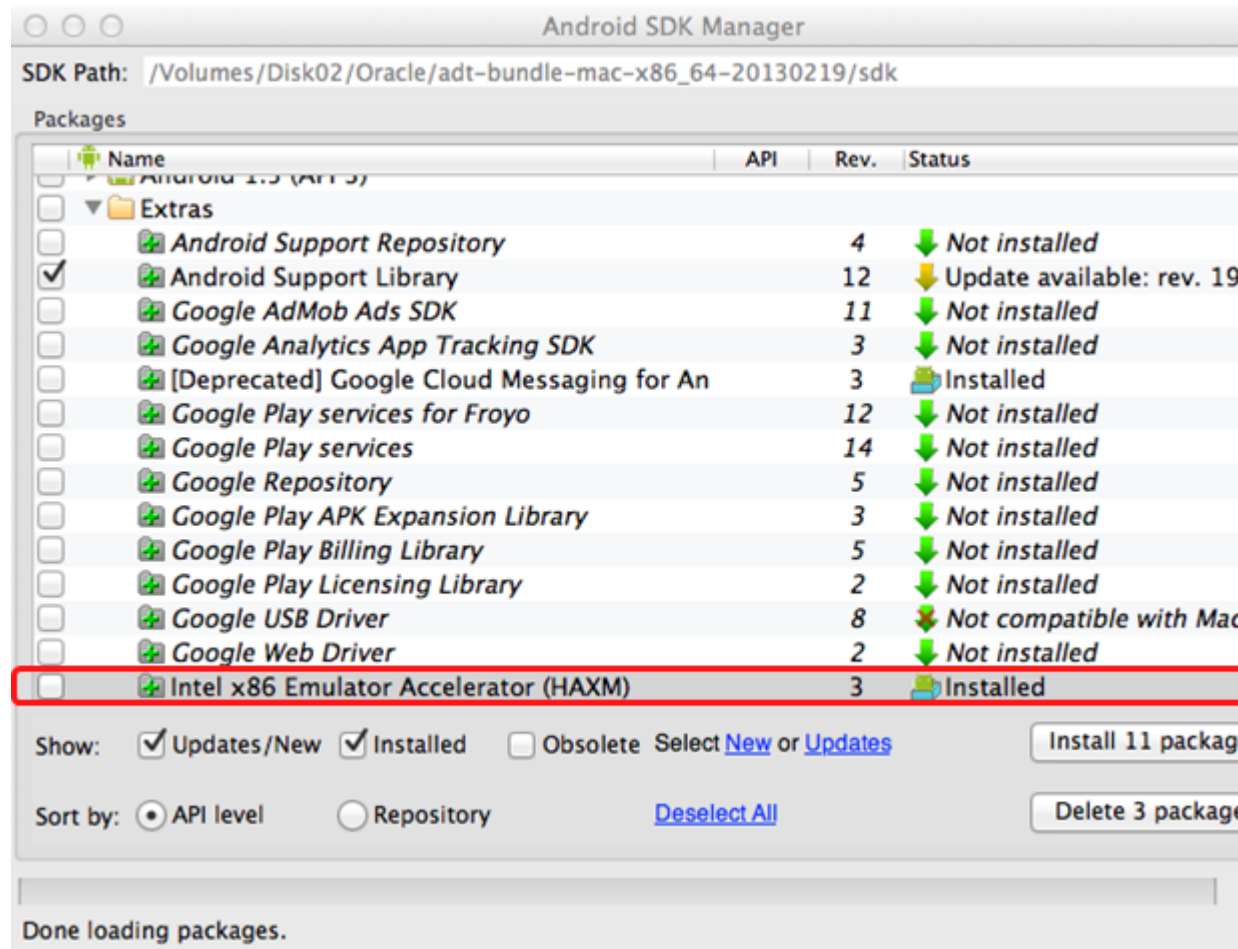 Android SDK Manager
SDK Path: /Volumes/Disk02/Oracle/adt-bundle-mac-x86_64-20130219/sdk
Packages
Name API Rev. Status
Android 1.5 (API 3)
Extras
Android Support Repository 4 Not installed
Android Support Library 12 Update available: rev. 19
Google AdMob Ads SDK 11 Not installed
Google Analytics App Tracking SDK 3 Not installed
[Deprecated] Google Cloud Messaging for An 3 Installed
Google Play services for Froyo 12 Not installed
Google Play services 14 Not installed
Google Repository 5 Not installed
Google Play APK Expansion Library 3 Not installed
Google Play Billing Library 5 Not installed
Google Play Licensing Library 2 Not installed
Google USB Driver 8 Not compatible with Mac
Google Web Driver 2 Not installed
Intel x86 Emulator Accelerator (HAXM) 3 Installed
Show: Updates/New Installed Obsolete Select New or Updates Install 11 packag
Sort by: API level Repository Deselect All Delete 3 package
Done loading packages.